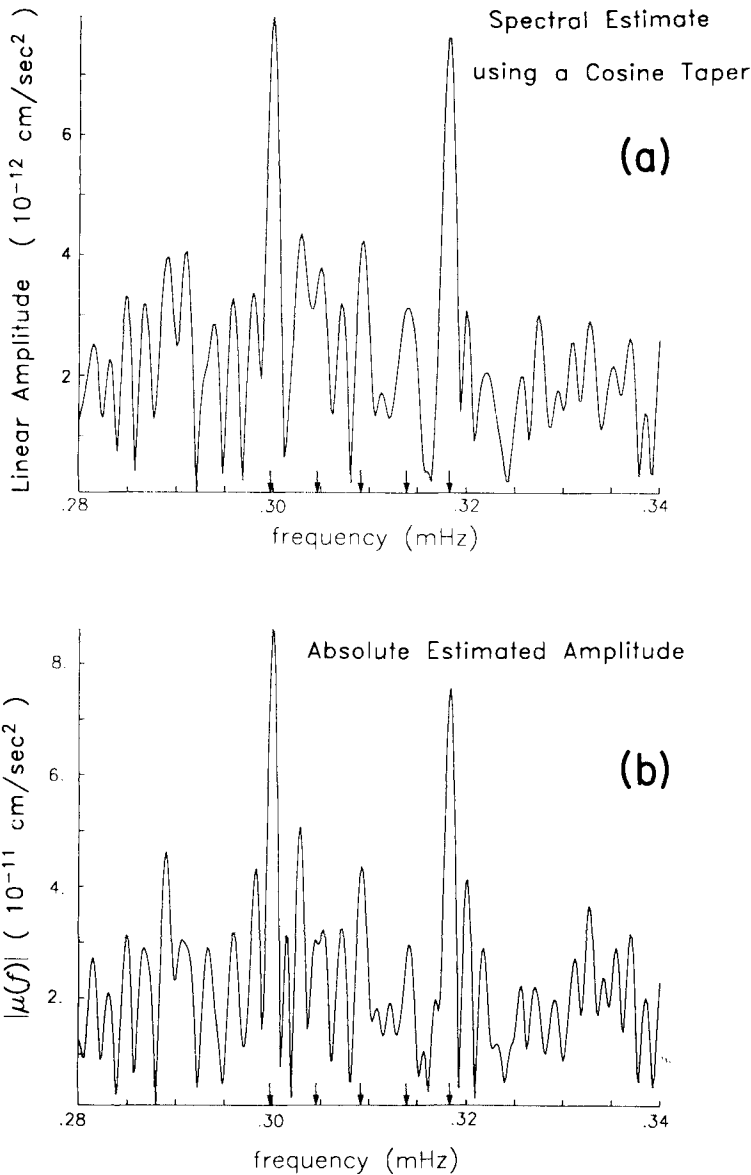 Spectral Estimate
using a Cosine Taper
(a)
Linear Amplitude ( 10⁻¹² cm/sec² )
6
4
2
.28 .30 .32 .34
frequency (mHz)
Absolute Estimated Amplitude
(b)
|μ(f)| ( 10⁻¹¹ cm/sec² )
8.
6.
4.
2.
.28 .30 .32 .34
frequency (mHz)